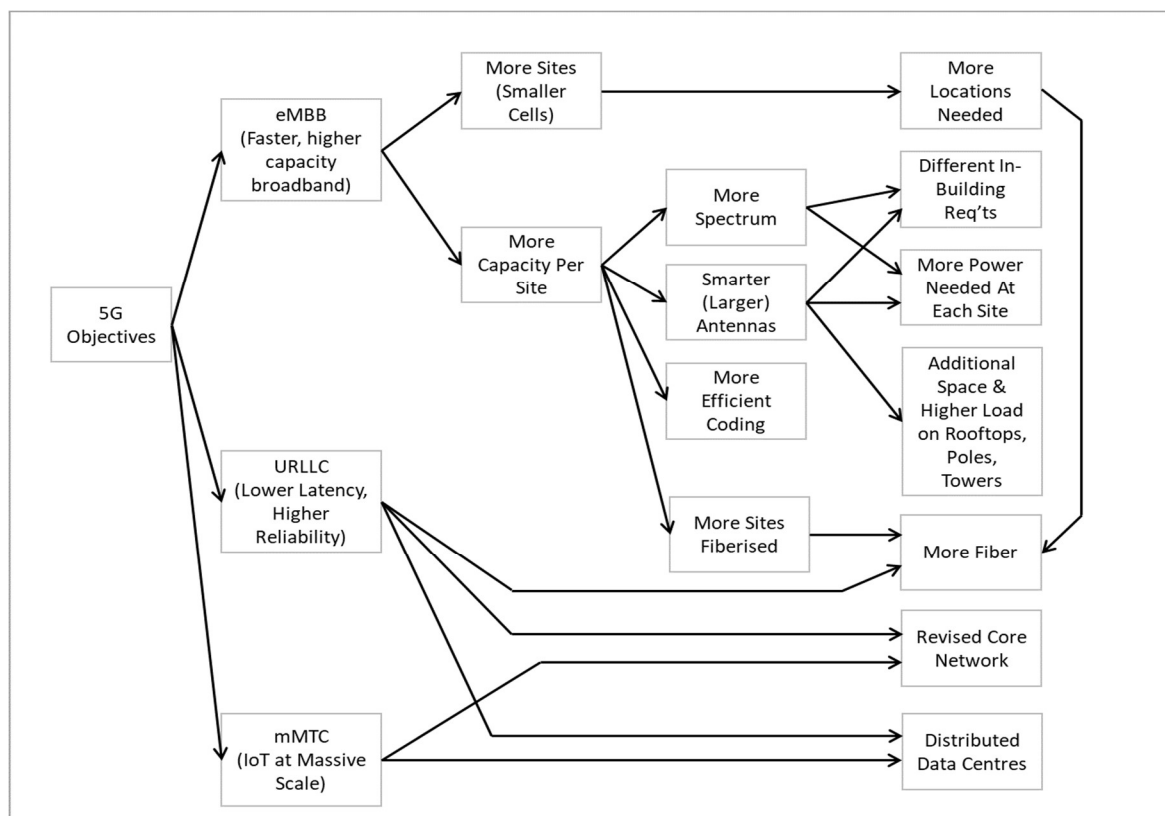 5G
Objectives
eMBB
(Faster, higher
capacity
broadband)
URLLC
(Lower Latency,
Higher
Reliability)
mMTC
(IoT at Massive
Scale)
More Sites
(Smaller
Cells)
More
Capacity Per
Site
More
Spectrum
Smarter
(Larger)
Antennas
More
Efficient
Coding
More Sites
Fiberised
More
Locations
Needed
Different In-
Building
Req’ts
More Power
Needed At
Each Site
Additional
Space &
Higher Load
on Rooftops,
Poles,
Towers
More Fiber
Revised Core
Network
Distributed
Data Centres